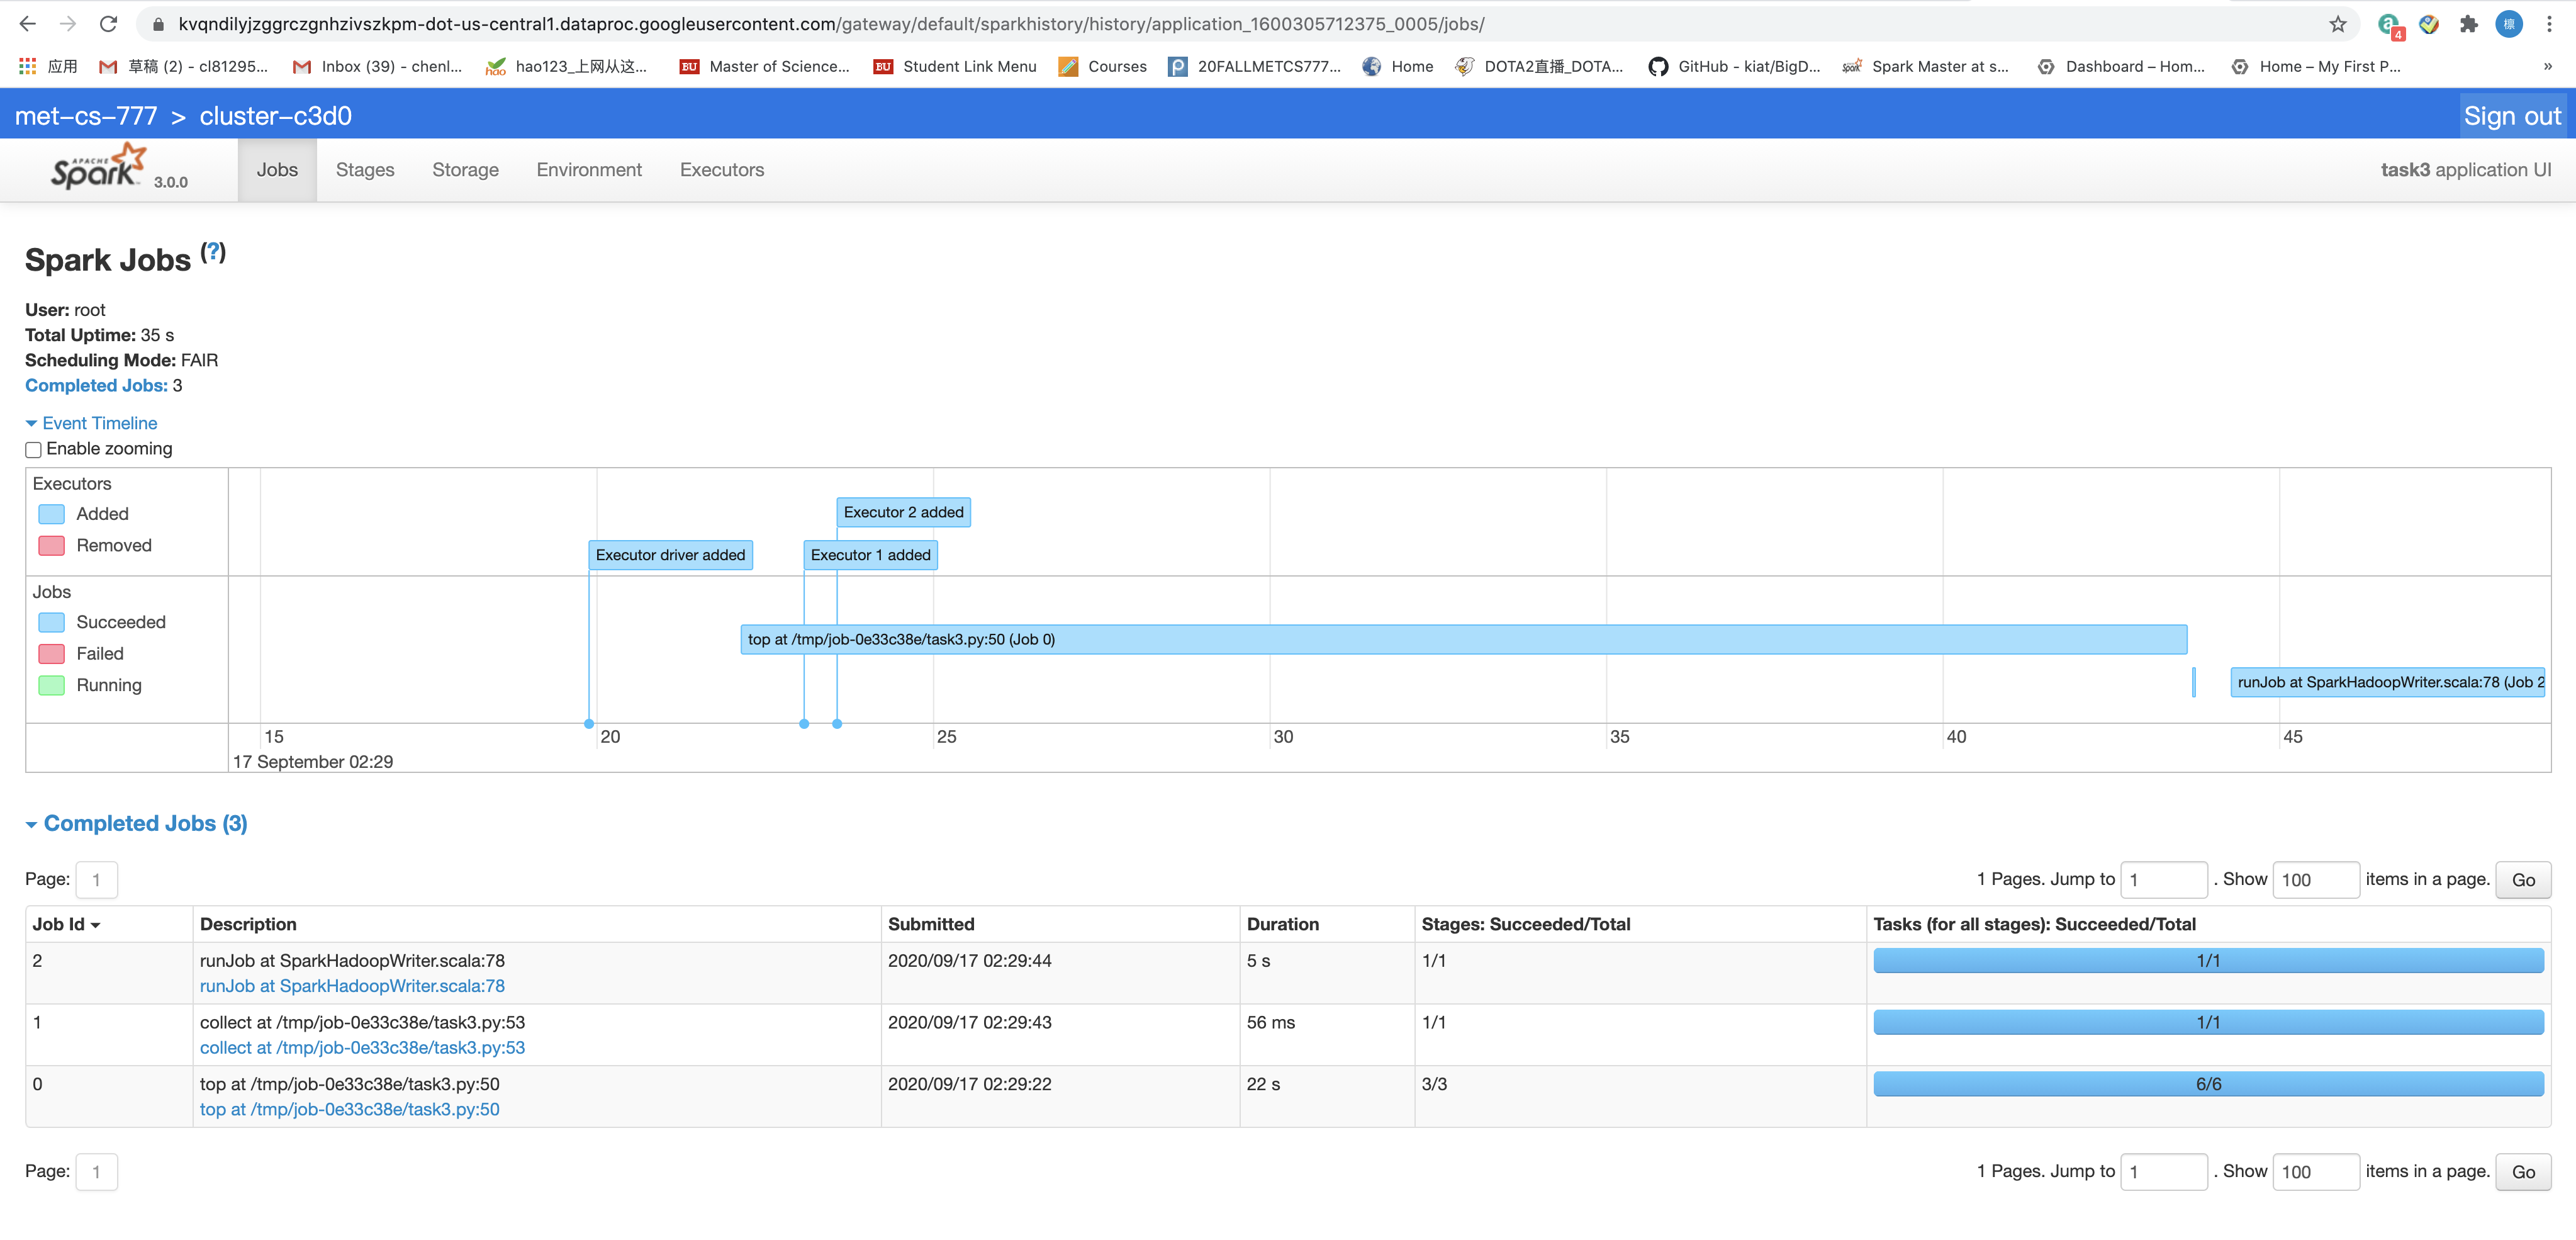 kvqndilyjzggrczgnhzivszkpm-dot-us-central1.dataproc.googleusercontent.com/gateway/default/sparkhistory/history/application_1600305712375_0005/jobs/
4
应用 草稿 (2) - cl81295... Inbox (39) - chenl... hao123_上网从这... BU Master of Science... BU Student Link Menu Courses 20FALLMETCS777... Home DOTA2直播_DOTA... GitHub - kiat/BigD... Spark Master at s... Dashboard – Hom... Home – My First P... »
met-cs-777 > cluster-c3d0 Sign out
APACHE Spark 3.0.0 Jobs Stages Storage Environment Executors task3 application UI
Spark Jobs (?)
User: root
Total Uptime: 35 s
Scheduling Mode: FAIR
Completed Jobs: 3
Event Timeline
Enable zooming
Executors
Added
Removed
Executor 2 added
Executor driver added Executor 1 added
Jobs
Succeeded
Failed
Running
top at /tmp/job-0e33c38e/task3.py:50 (Job 0)
runJob at SparkHadoopWriter.scala:78 (Job 2
15 20 25 30 35 40 45
17 September 02:29
Completed Jobs (3)
Page: 1 1 Pages. Jump to 1 . Show 100 items in a page. Go
Job Id Description Submitted Duration Stages: Succeeded/Total Tasks (for all stages): Succeeded/Total
2 runJob at SparkHadoopWriter.scala:78 2020/09/17 02:29:44 5 s 1/1 1/1
runJob at SparkHadoopWriter.scala:78
1 collect at /tmp/job-0e33c38e/task3.py:53 2020/09/17 02:29:43 56 ms 1/1 1/1
collect at /tmp/job-0e33c38e/task3.py:53
0 top at /tmp/job-0e33c38e/task3.py:50 2020/09/17 02:29:22 22 s 3/3 6/6
top at /tmp/job-0e33c38e/task3.py:50
Page: 1 1 Pages. Jump to 1 . Show 100 items in a page. Go